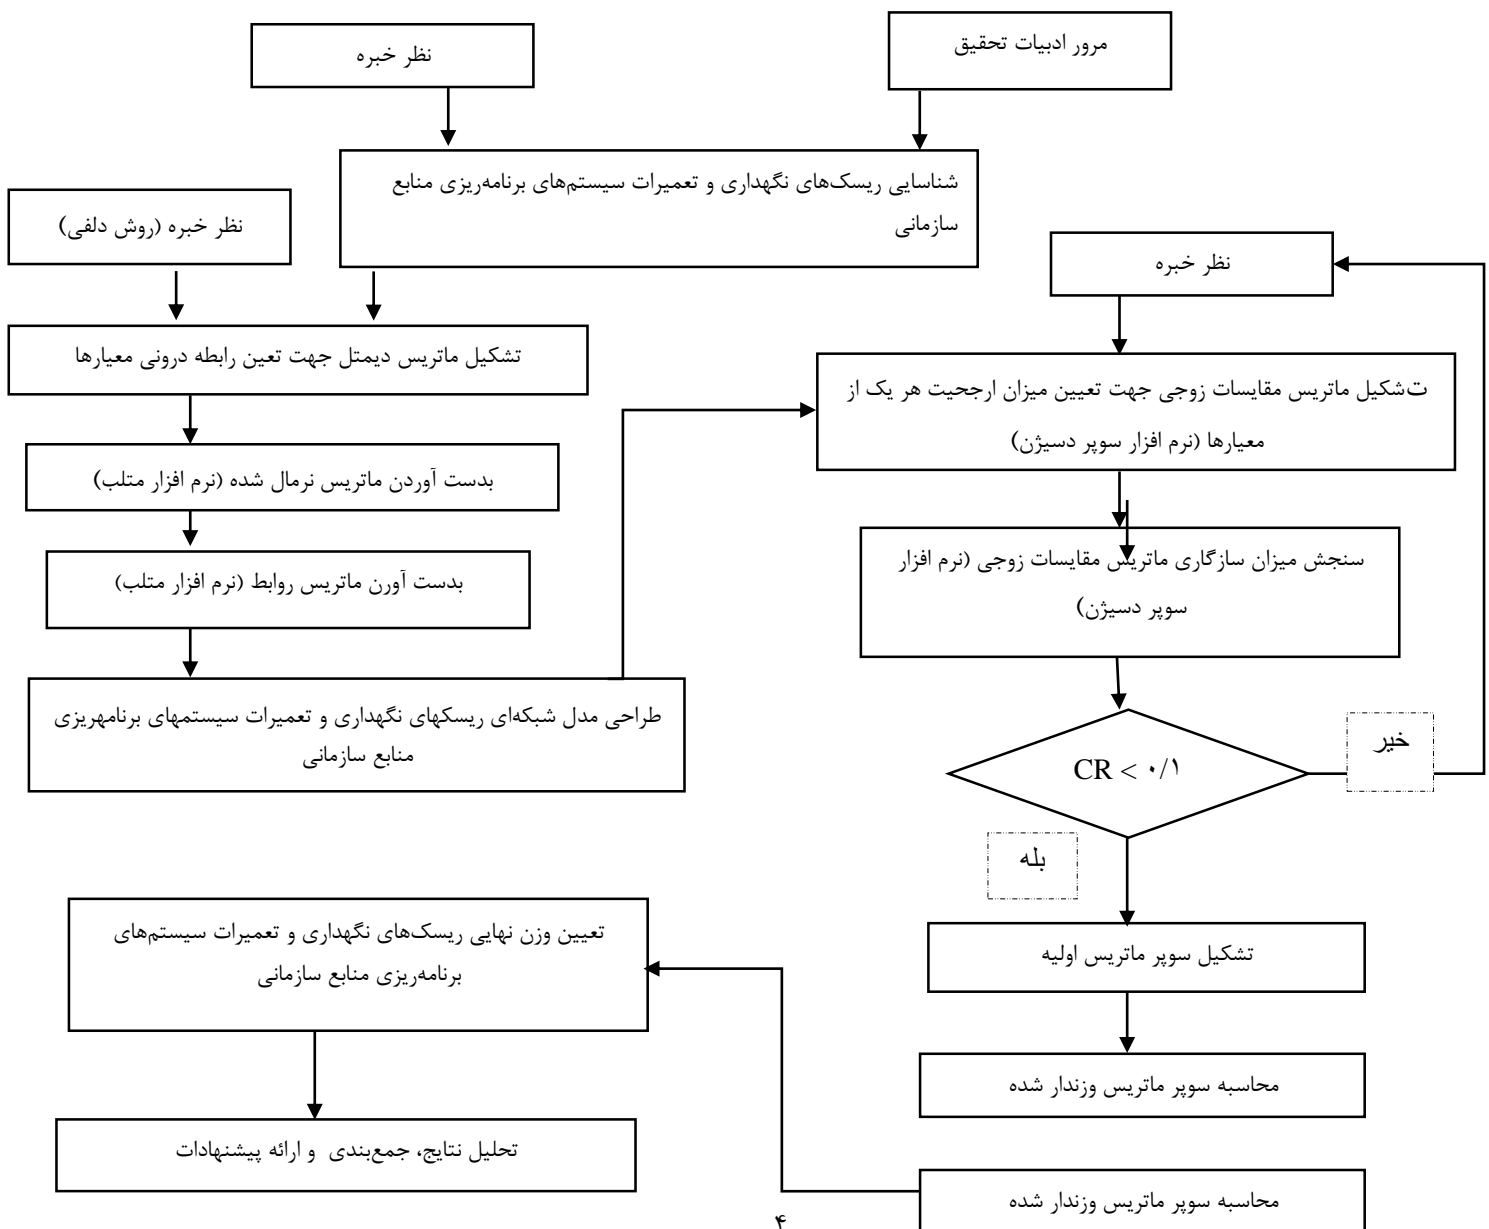 مرور ادبیات تحقیق
نظر خبره
شناسایی ریسک‌های نگهداری و تعمیرات سیستم‌های برنامه‌ریزی منابع
سازمانی
نظر خبره (روش دلفی)
تشکیل ماتریس دیمتل جهت تعین رابطه درونی معیارها
بدست آوردن ماتریس نرمال شده (نرم افزار متلب)
بدست آورن ماتریس روابط (نرم افزار متلب)
طراحی مدل شبکه‌ای ریسکهای نگهداری و تعمیرات سیستمهای برنامهریزی
منابع سازمانی
نظر خبره
تشکیل ماتریس مقایسات زوجی جهت تعیین میزان ارجحیت هر یک از
معیارها (نرم افزار سوپر دسیژن)
سنجش میزان سازگاری ماتریس مقایسات زوجی (نرم افزار
سوپر دسیژن)
CR < ۰/۱
خیر
بله
تشکیل سوپر ماتریس اولیه
محاسبه سوپر ماتریس وزندار شده
محاسبه سوپر ماتریس وزندار شده
تعیین وزن نهایی ریسک‌های نگهداری و تعمیرات سیستم‌های
برنامه‌ریزی منابع سازمانی
تحلیل نتایج، جمع‌بندی و ارائه پیشنهادات
۴